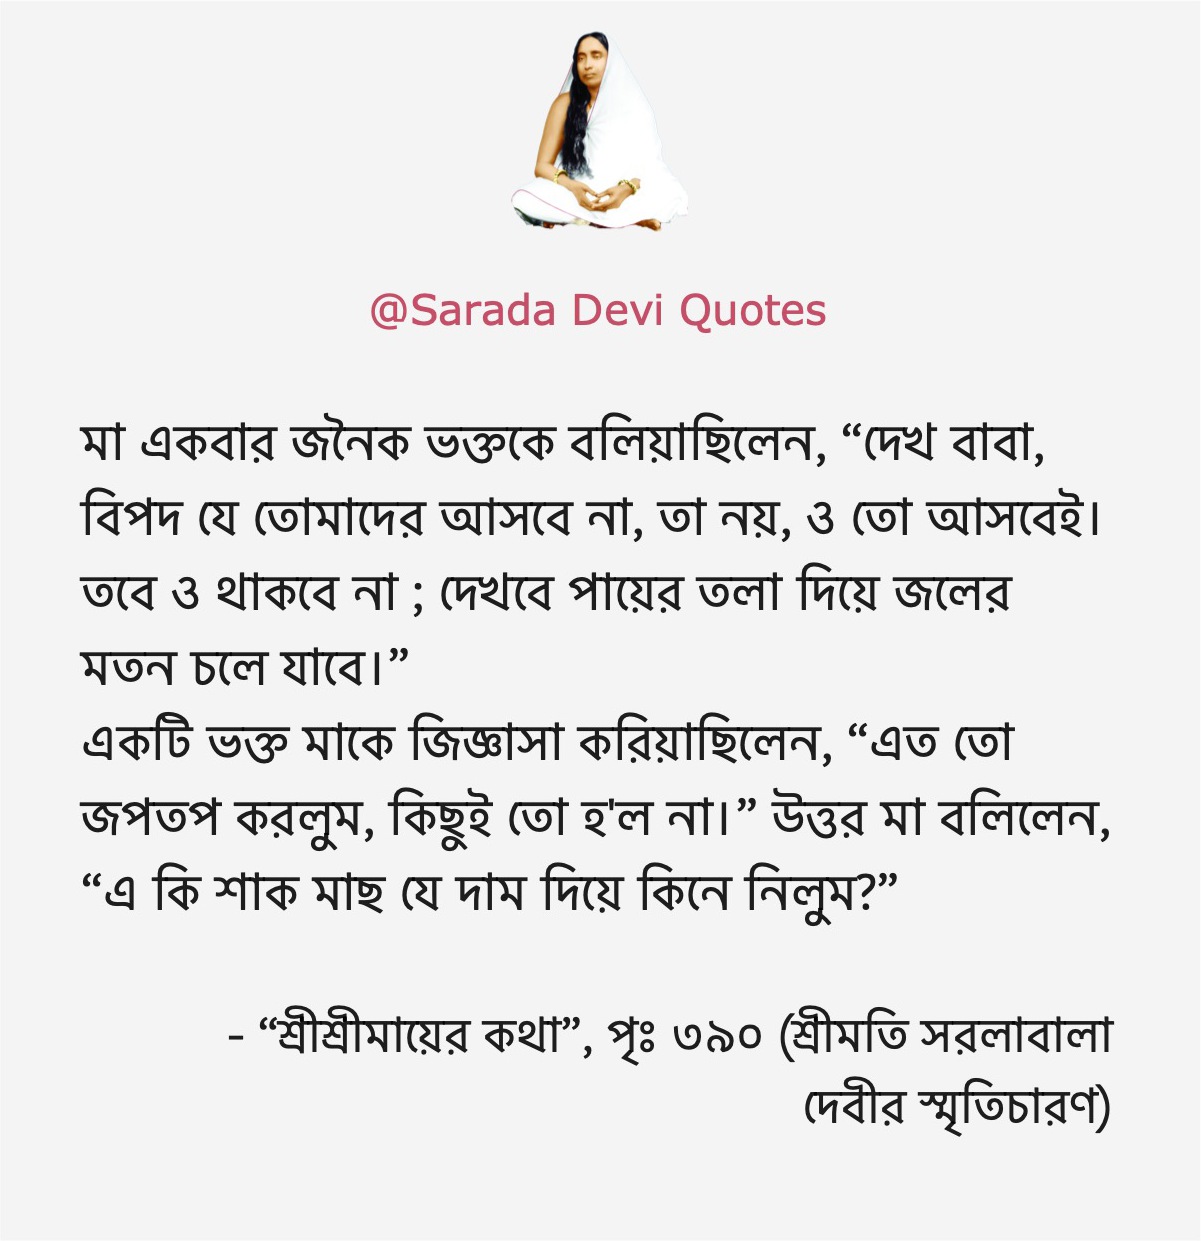 @Sarada Devi Quotes
মা একবার জনৈক ভক্তকে বলিয়াছিলেন, “দেখ বাবা,
বিপদ যে তোমাদের আসবে না, তা নয়, ও তো আসবেই।
তবে ও থাকবে না ; দেখবে পায়ের তলা দিয়ে জলের
মতন চলে যাবে।”
একটি ভক্ত মাকে জিজ্ঞাসা করিয়াছিলেন, “এত তো
জপতপ করলুম, কিছুই তো হ'ল না।” উত্তর মা বলিলেন,
“এ কি শাক মাছ যে দাম দিয়ে কিনে নিলুম?”
- “শ্রীশ্রীমায়ের কথা”, পৃঃ ৩৯০ (শ্রীমতি সরলাবালা
দেবীর স্মৃতিচারণ)